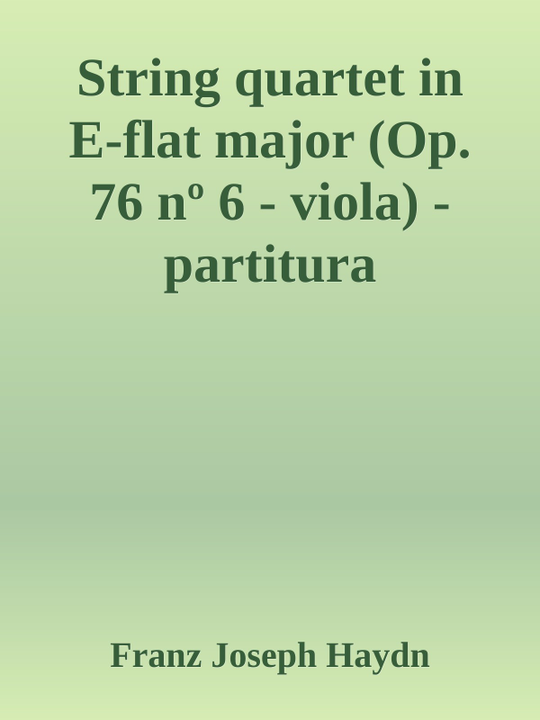 String quartet in
E-flat major (Op.
76 nº 6 - viola) -
partitura
Franz Joseph Haydn